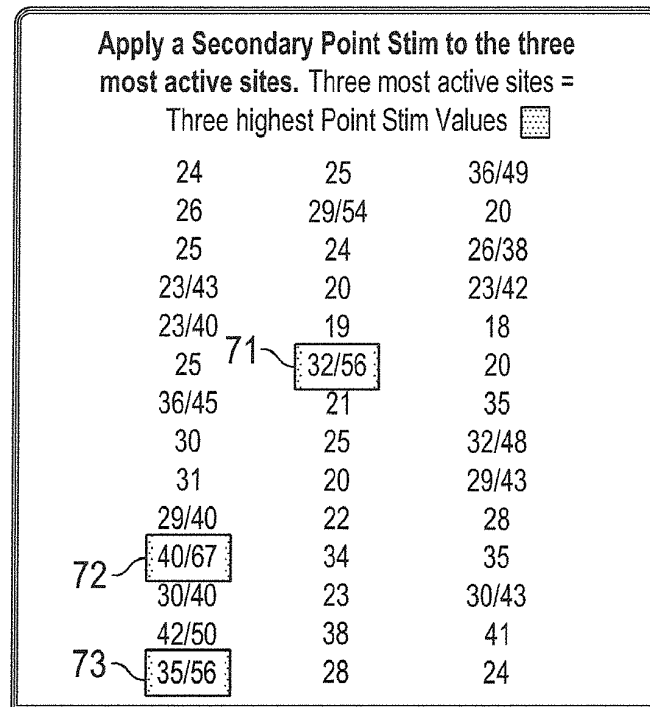 Apply a Secondary Point Stim to the three
most active sites. Three most active sites =
Three highest Point Stim Values
24 25 36/49
26 29/54 20
25 24 26/38
23/43 20 23/42
23/40 19 18
71 25 32/56 20
36/45 21 35
30 25 32/48
31 20 29/43
29/40 22 28
72 40/67 34 35
30/40 23 30/43
42/50 38 41
73 35/56 28 24